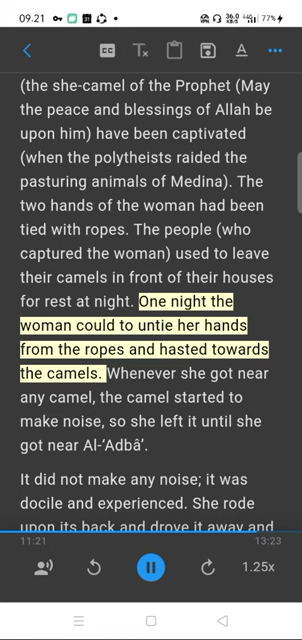 09.21
36.0
KB/S
77%
CC
(the she-camel of the Prophet (May
the peace and blessings of Allah be
upon him) have been captivated
(when the polytheists raided the
pasturing animals of Medina). The
two hands of the woman had been
tied with ropes. The people (who
captured the woman) used to leave
their camels in front of their houses
for rest at night. One night the
woman could to untie her hands
from the ropes and hasted towards
the camels. Whenever she got near
any camel, the camel started to
make noise, so she left it until she
got near Al-‘Adbâ’.
It did not make any noise; it was
docile and experienced. She rode
upon its back and drove it away and
11:21
13:23
1.25x